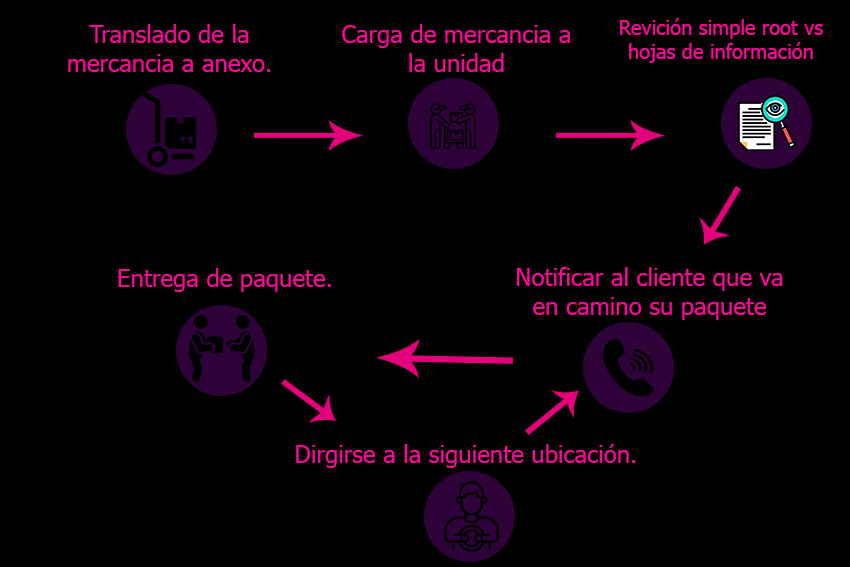 Translado de la
mercancia a anexo.
Carga de mercancia a
la unidad
Revición simple root vs
hojas de información
Notificar al cliente que va
en camino su paquete
Entrega de paquete.
Dirgirse a la siguiente ubicación.